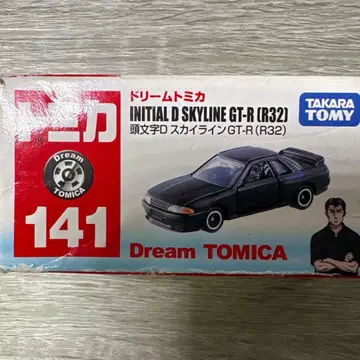 ドリームトミカ
INITIAL D SKYLINE GT-R (R32)
頭文字D スカイラインGT-R (R32)
TAKARA
TOMY
トミカ
Dream
TOMICA
141
Dream TOMICA